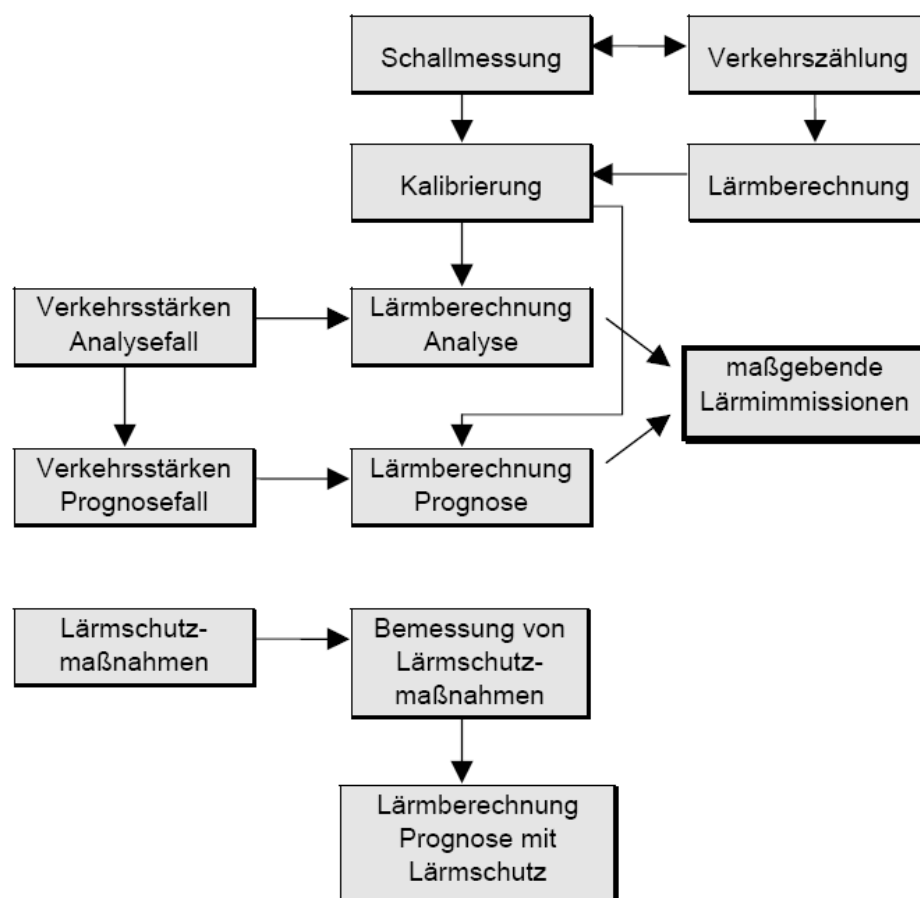 Schallmessung
Verkehrszählung
Kalibrierung
Lärmberechnung
Verkehrsstärken
Analysefall
Lärmberechnung
Analyse
maßgebende
Lärmimmissionen
Verkehrsstärken
Prognosefall
Lärmberechnung
Prognose
Lärmschutz-
maßnahmen
Bemessung von
Lärmschutz-
maßnahmen
Lärmberechnung
Prognose mit
Lärmschutz